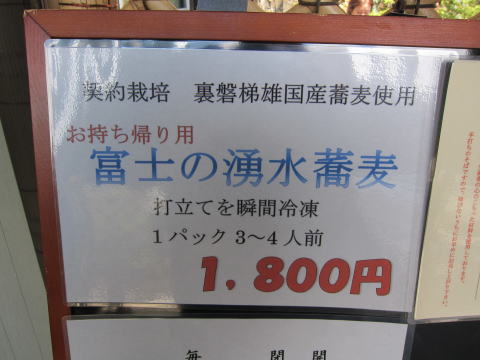 契約栽培 裏磐梯雄国産蕎麦使用
お持ち帰り用
富士の湧水蕎麦
打立てを瞬間冷凍
1パック3〜4人前
1,800円